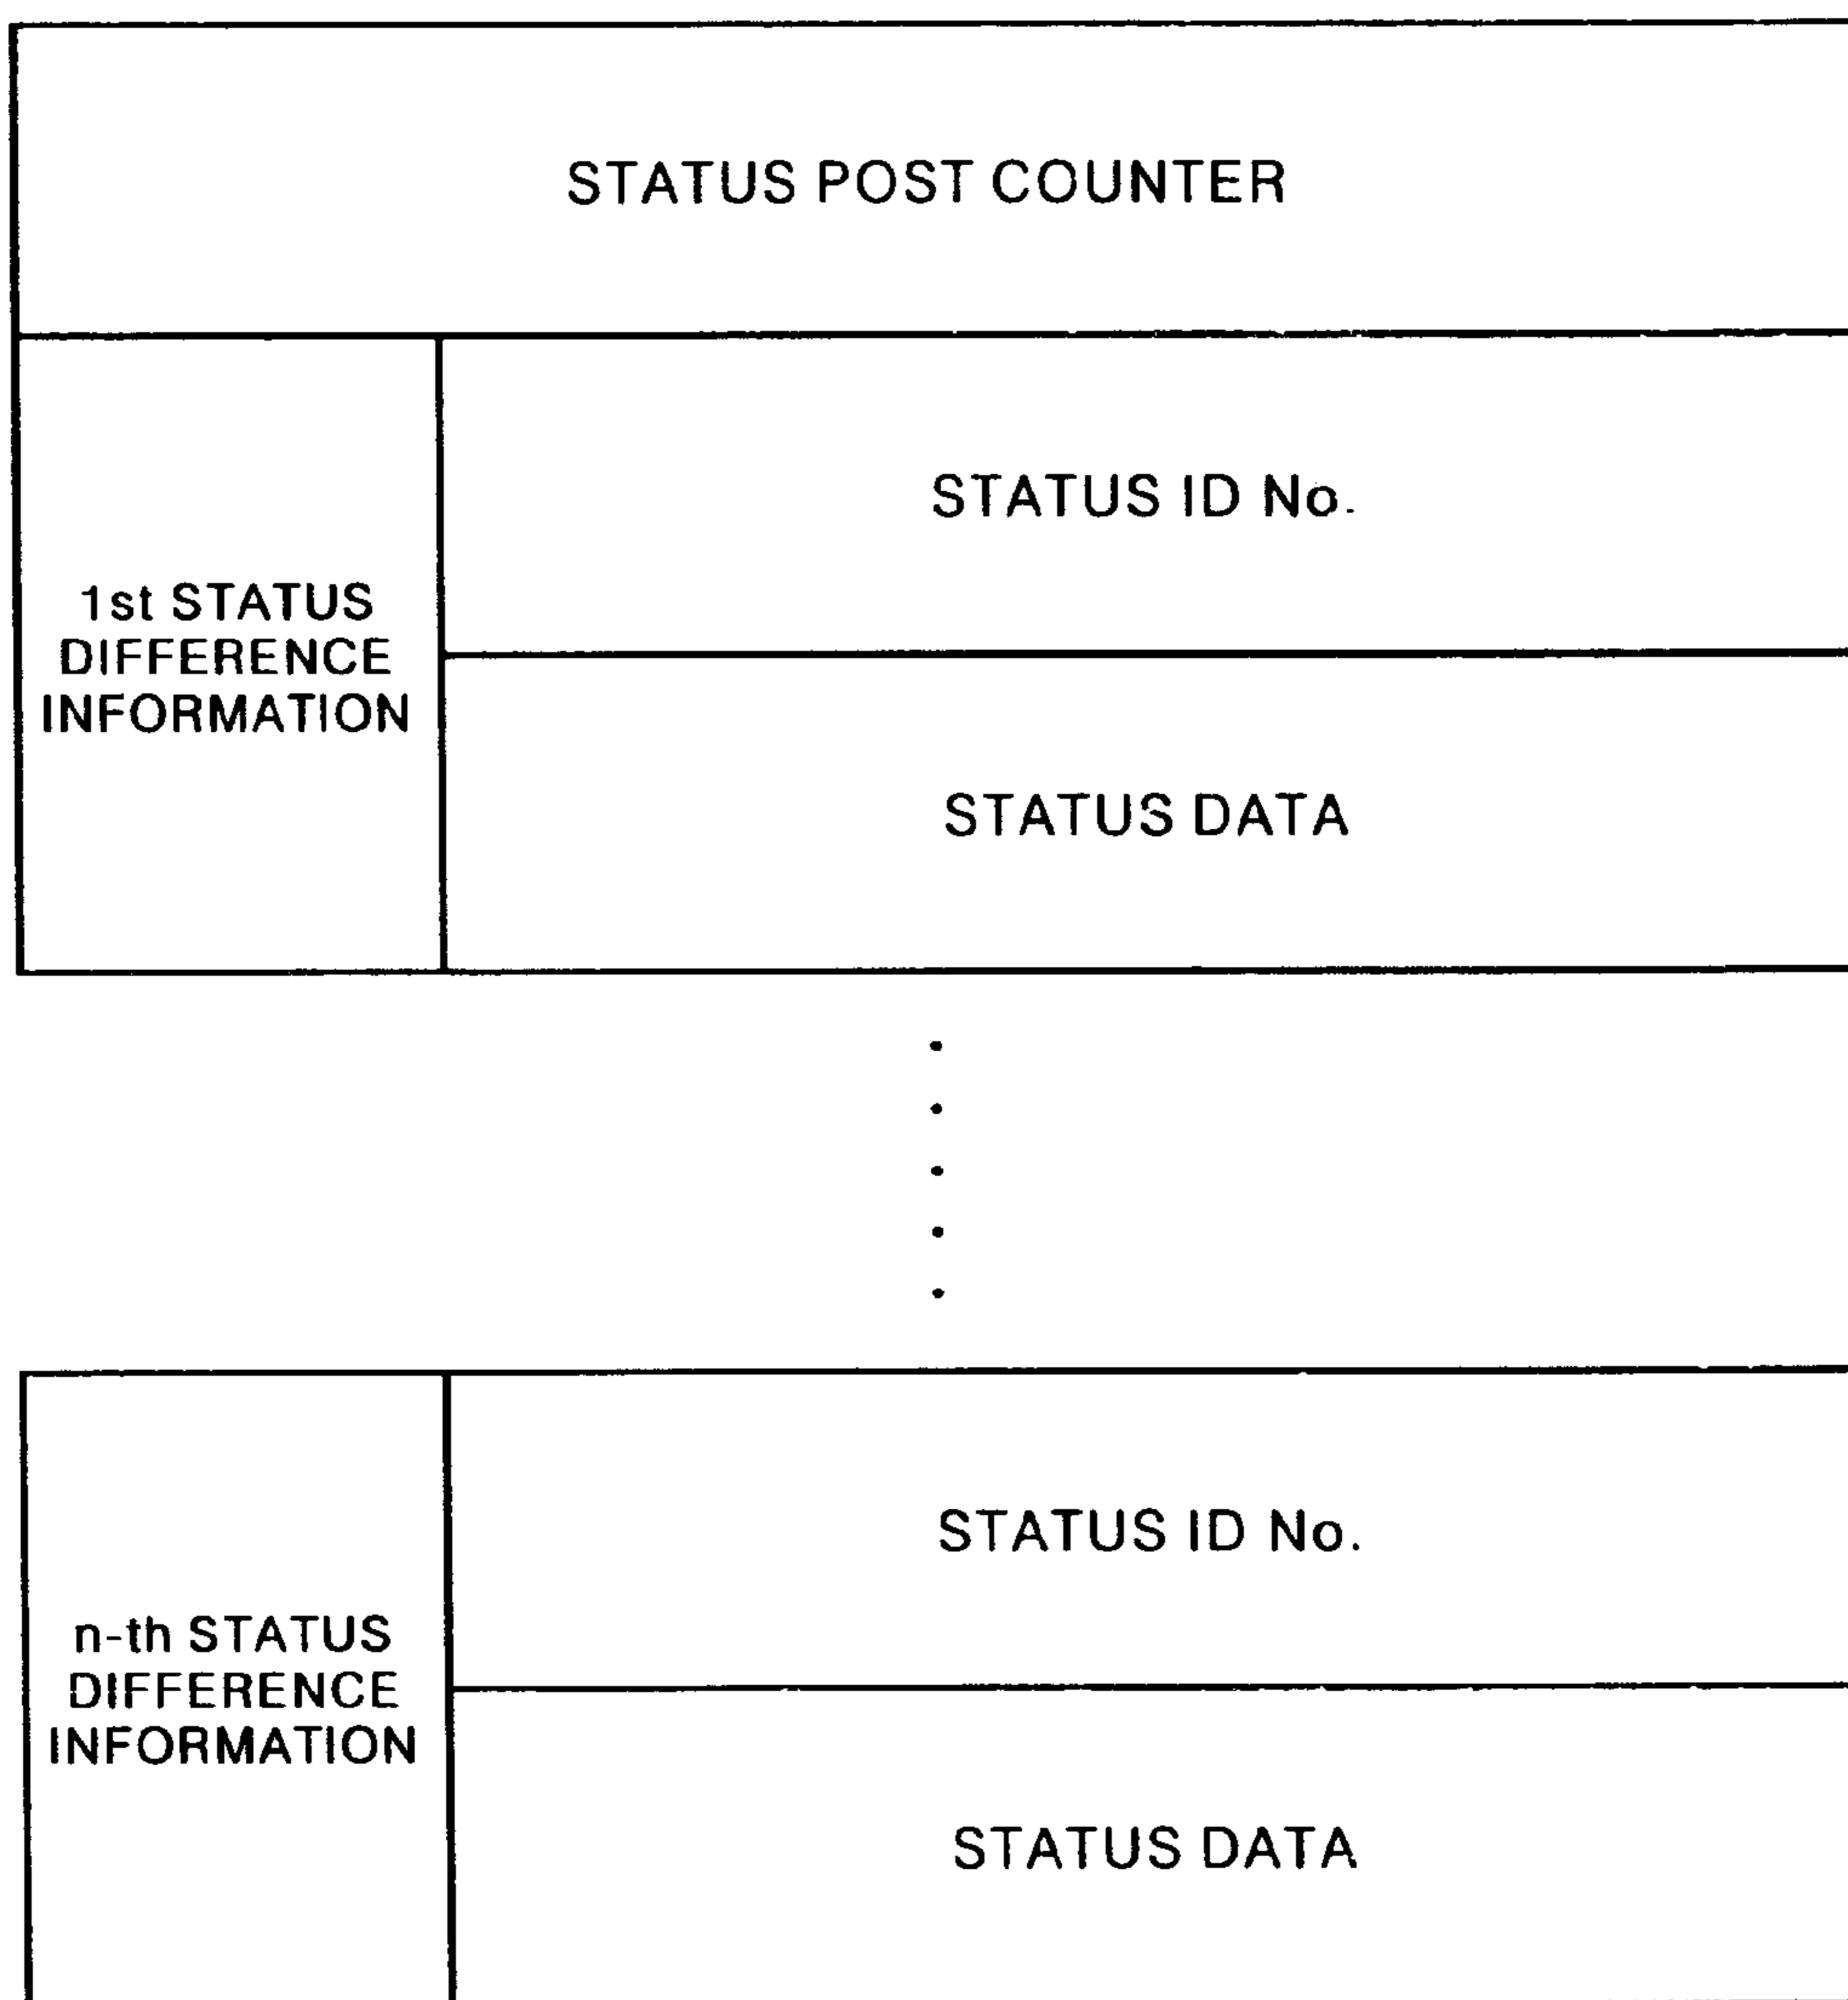 STATUS POST COUNTER
1st STATUS
DIFFERENCE
INFORMATION
STATUS ID No.
STATUS DATA
n-th STATUS
DIFFERENCE
INFORMATION
STATUS ID No.
STATUS DATA